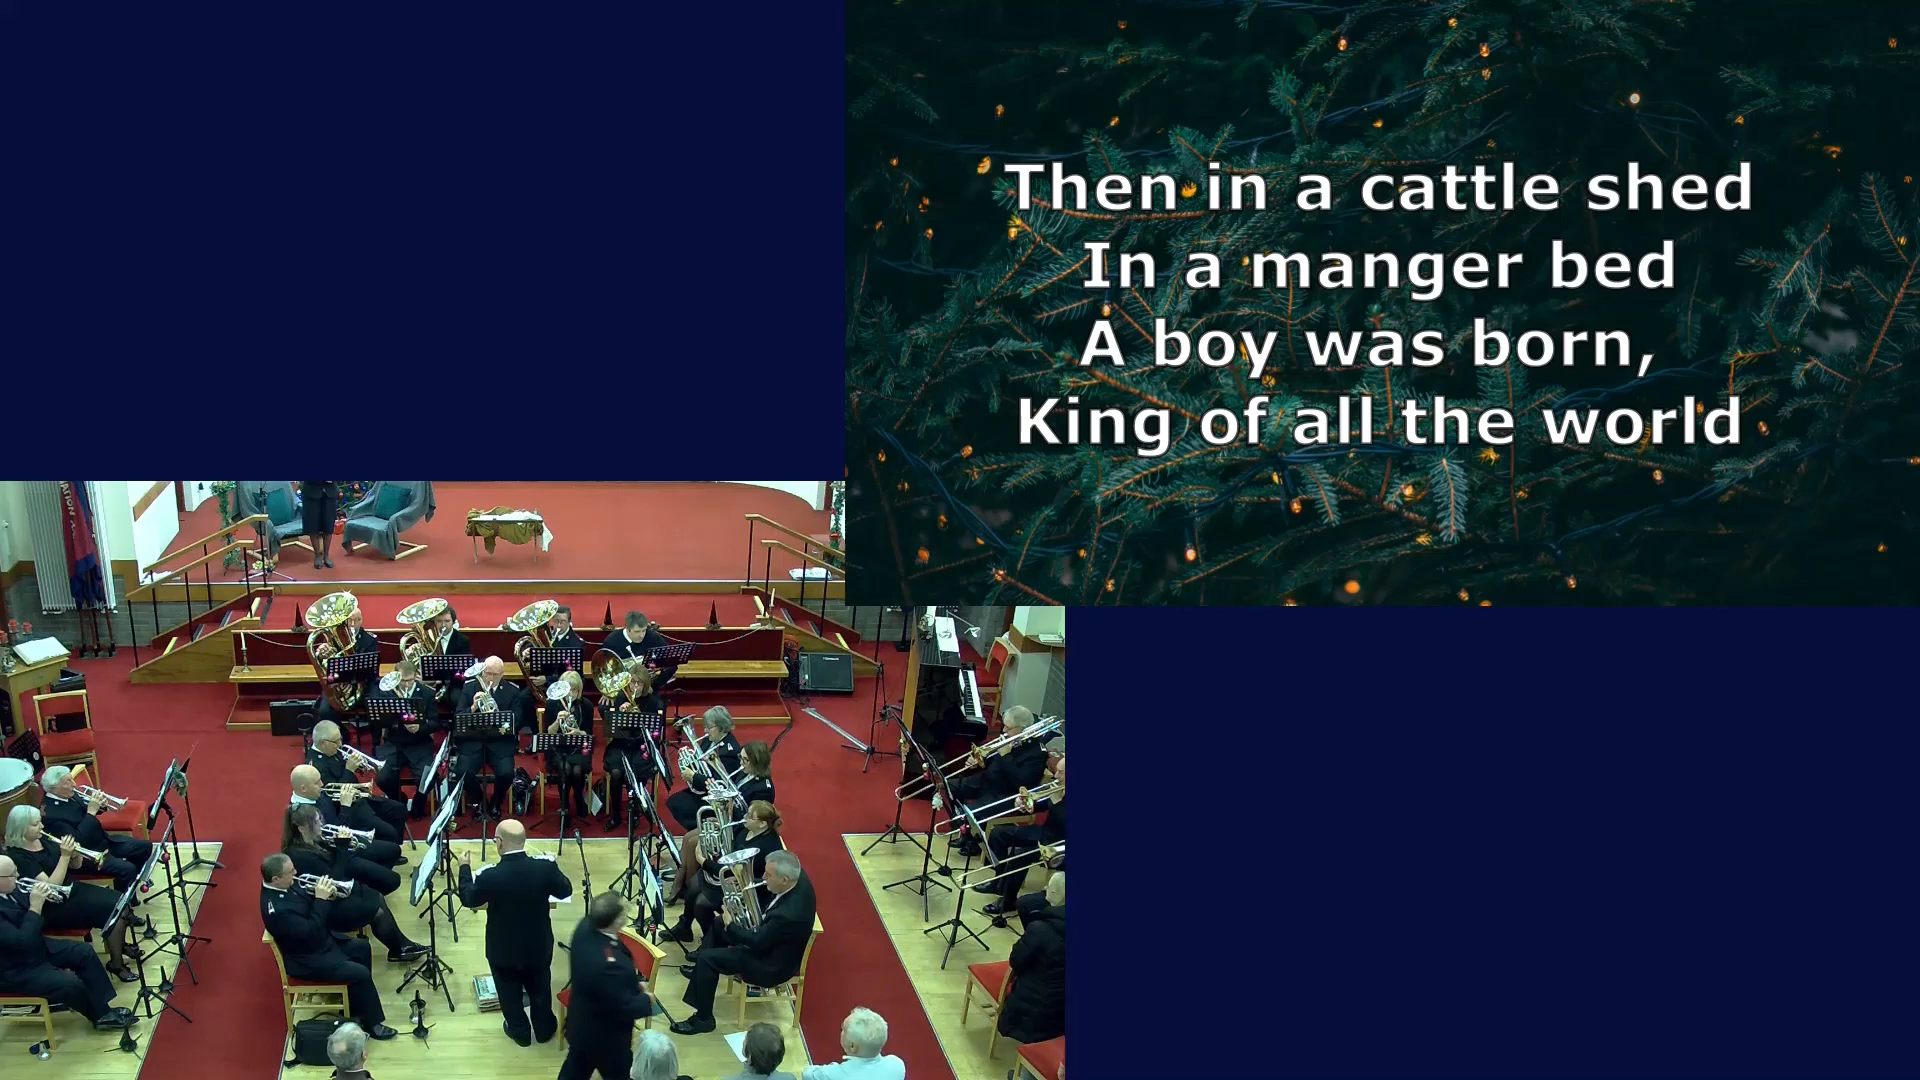 Then in a cattle shed
In a manger bed
A boy was born,
King of all the world